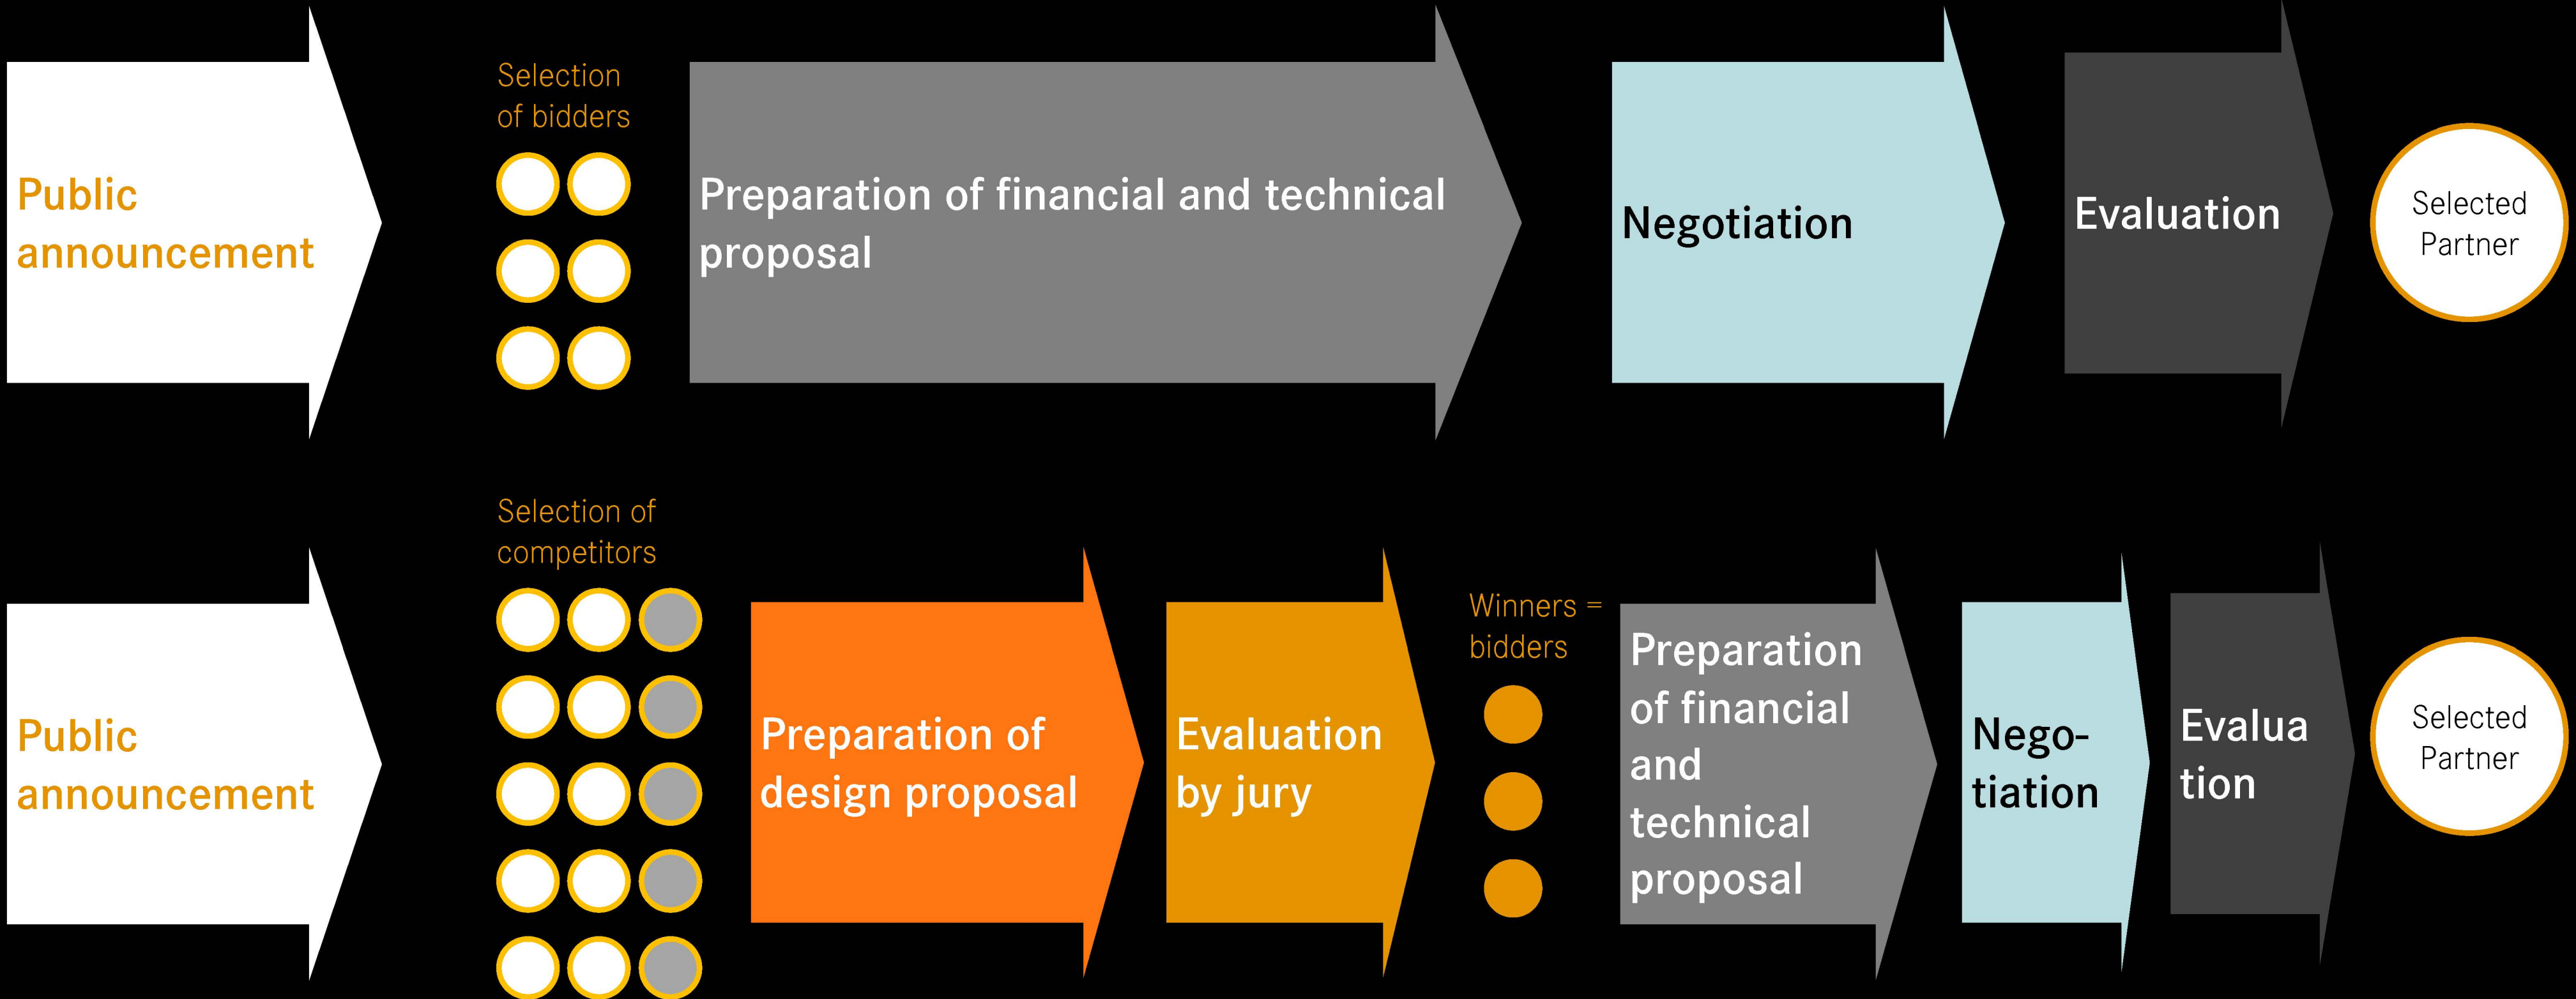 Public
announcement
Selection
of bidders
Preparation of financial and technical
proposal
Negotiation
Evaluation
Selected
Partner
Public
announcement
Selection of
competitors
Preparation of
design proposal
Evaluation
by jury
Winners =
bidders
Preparation
of financial
and
technical
proposal
Nego-
tiation
Evalua
tion
Selected
Partner